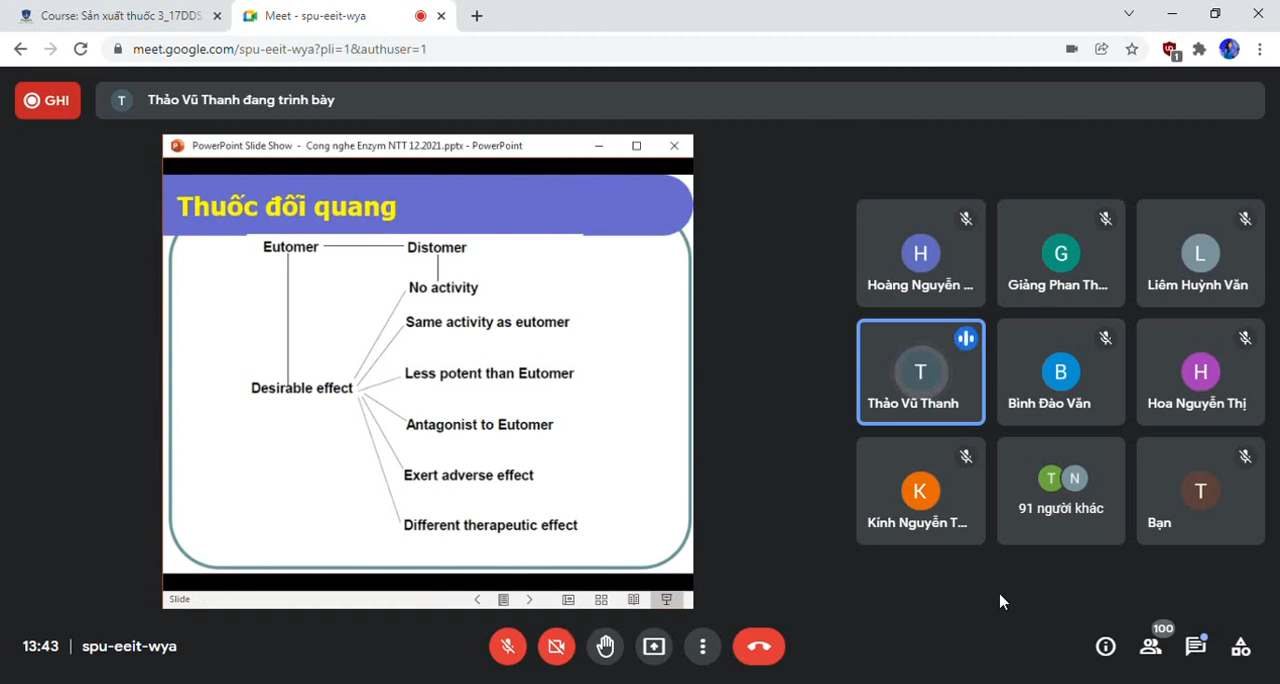 Course: Sản xuất thuốc 3_17DDS
Meet - spu-eeit-wya
meet.google.com/spu-eeit-wya?pli=1&authuser=1
1
GHI
T
Thảo Vũ Thanh đang trình bày
PowerPoint Slide Show - Cong nghe Enzym NTT 12.2021.pptx - PowerPoint
Thuốc đối quang
Eutomer
Distomer
No activity
Same activity as eutomer
Less potent than Eutomer
Desirable effect
Antagonist to Eutomer
Exert adverse effect
Different therapeutic effect
Slide
H
Hoàng Nguyễn ...
G
Giảng Phan Th...
L
Liêm Huỳnh Văn
T
Thảo Vũ Thanh
B
Bình Đào Văn
H
Hoa Nguyễn Thị
K
Kính Nguyễn T...
T N
91 người khác
T
Bạn
13:43 | spu-eeit-wya
100